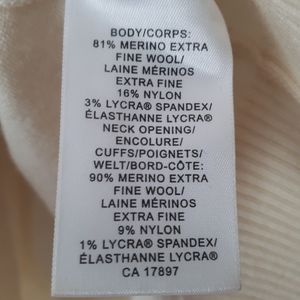 BODY/CORPS:
81% MERINO EXTRA
FINE WOOL/
LAINE MÉRINOS
EXTRA FINE
16% NYLON
3% LYCRA® SPANDEX/
ÉLASTHANNE LYCRA®
NECK OPENING/
ENCOLURE/
CUFFS/POIGNETS/
WELT/BORD-CÔTE:
90% MERINO EXTRA
FINE WOOL/
LAINE MÉRINOS
EXTRA FINE
9% NYLON
1% LYCRA® SPANDEX/
ÉLASTHANNE LYCRA®
CA 17897